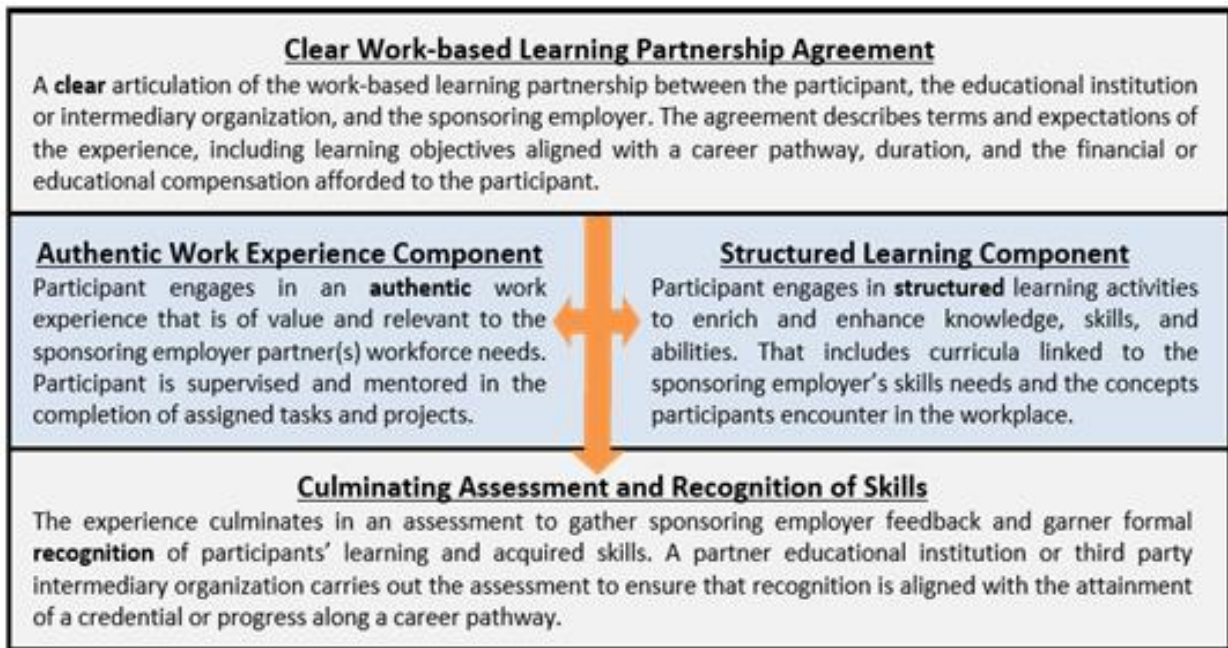 Clear Work-based Learning Partnership Agreement
A clear articulation of the work-based learning partnership between the participant, the educational institution
or intermediary organization, and the sponsoring employer. The agreement describes terms and expectations of
the experience, including learning objectives aligned with a career pathway, duration, and the financial or
educational compensation afforded to the participant.
Authentic Work Experience Component
Participant engages in an authentic work
experience that is of value and relevant to the
sponsoring employer partner(s) workforce needs.
Participant is supervised and mentored in the
completion of assigned tasks and projects.
Structured Learning Component
Participant engages in structured learning activities
to enrich and enhance knowledge, skills, and
abilities. That includes curricula linked to the
sponsoring employer's skills needs and the concepts
participants encounter in the workplace.
Culminating Assessment and Recognition of Skills
The experience culminates in an assessment to gather sponsoring employer feedback and garner formal
recognition of participants' learning and acquired skills. A partner educational institution or third party
intermediary organization carries out the assessment to ensure that recognition is aligned with the attainment
of a credential or progress along a career pathway.